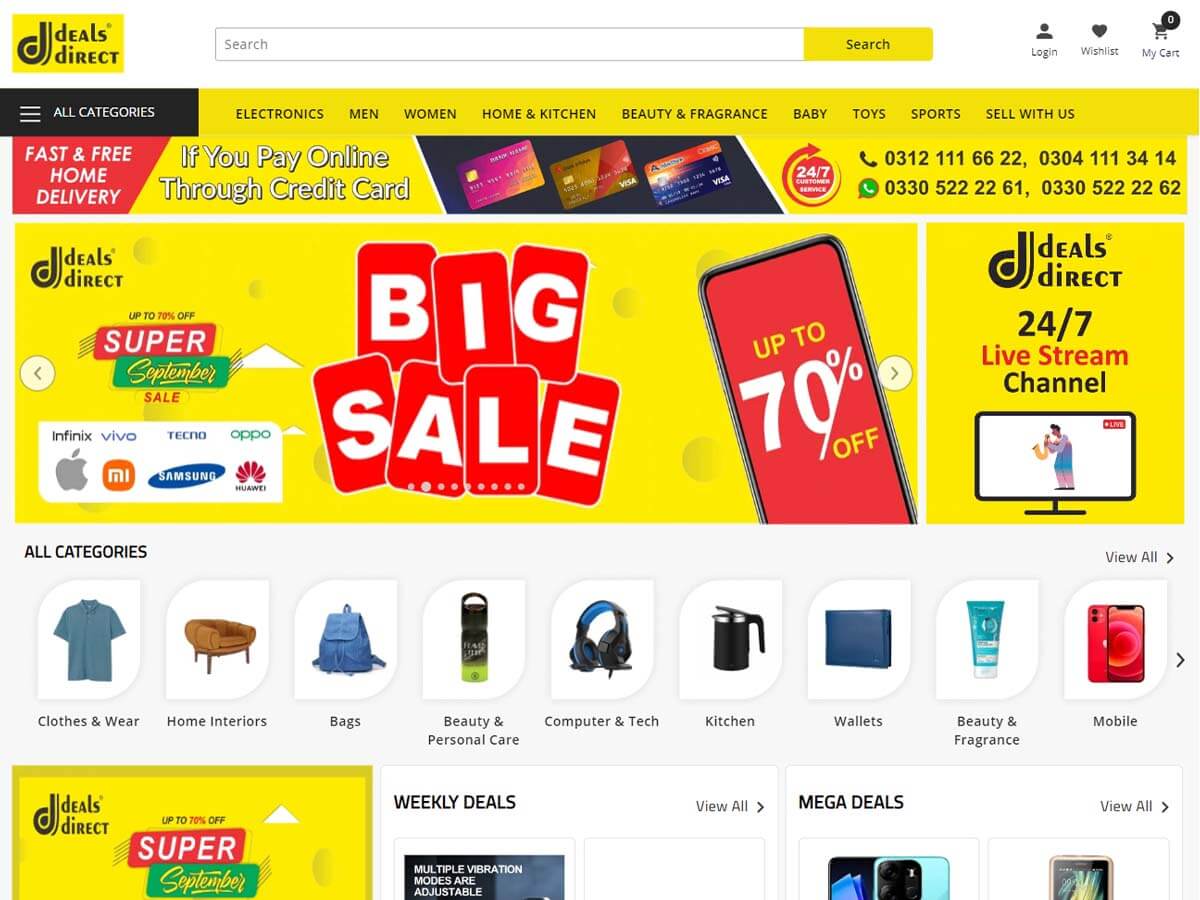 deals®
direct
Search
Search
Login
Wishlist
0
My Cart
ALL CATEGORIES
ELECTRONICS
MEN
WOMEN
HOME & KITCHEN
BEAUTY & FRAGRANCE
BABY
TOYS
SPORTS
SELL WITH US
FAST & FREE
HOME
DELIVERY
If You Pay Online
Through Credit Card
VISA
VISA
24/7
CUSTOMER
SERVICE
0312 111 66 22, 0304 111 34 14
0330 522 22 61, 0330 522 22 62
deals®
direct
UP TO 70% OFF
SUPER
September
SALE
Infinix vivo TECNO oppo
mi SAMSUNG HUAWEI
BIG
SALE
UP TO
70%
OFF
deals®
direct
24/7
Live Stream
Channel
LIVE
ALL CATEGORIES
View All
Clothes & Wear
Home Interiors
Bags
Beauty &
Personal Care
Computer & Tech
Kitchen
Wallets
Beauty &
Fragrance
Mobile
deals®
direct
UP TO 70% OFF
SUPER
September
WEEKLY DEALS
View All
MULTIPLE VIBRATION
MODES ARE
ADJUSTABLE
MEGA DEALS
View All